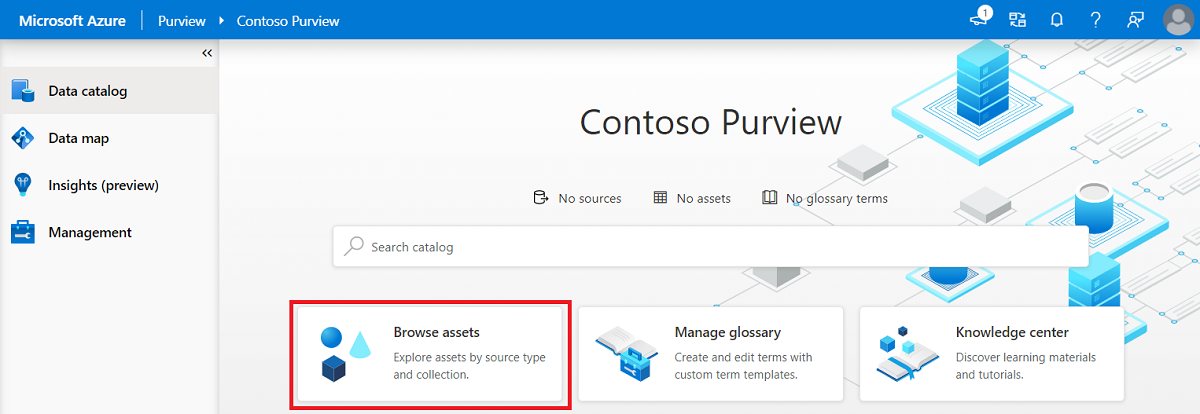 Microsoft Azure Purview Contoso Purview 1
Data catalog
Data map
Insights (preview)
Management
Contoso Purview
No sources No assets No glossary terms
Search catalog
Browse assets
Explore assets by source type
and collection.
Manage glossary
Create and edit terms with
custom term templates.
Knowledge center
Discover learning materials
and tutorials.